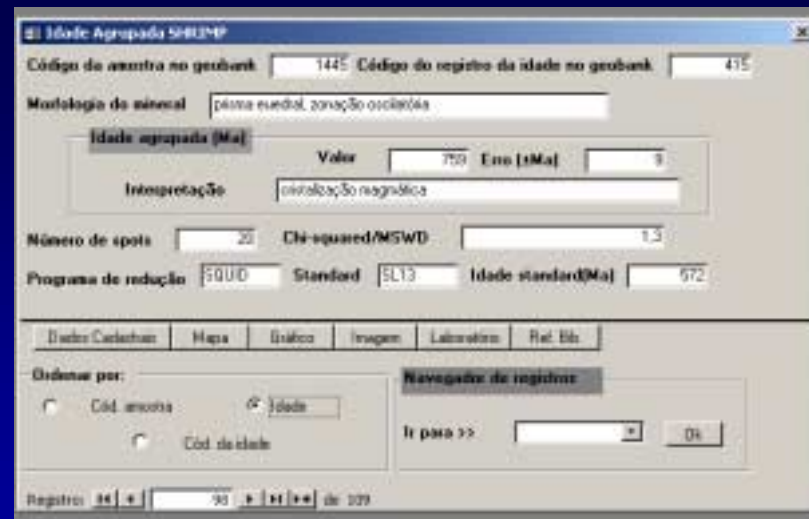 Idade Agrupada SHRIMP
Código da amostra no geobank 1445 Código do registro da idade no geobank 415
Morfologia do mineral prisma euedral, zonação oscilatória
Idade agrupada (Ma)
Valor 759 Erro (±Ma) 9
Interpretação cristalização magmática
Número de spots 20 Chi-squared/MSWD 1,3
Programa de redução SQUID Standard SL13 Idade standard(Ma) 572
Dados Cadastrais Mapa Gráfico Imagem Laboratório Ref. Bib.
Ordenar por: Navegador de registros
Cód. amostra Idade
Ir para >> Ok
Cód. da idade
Registro: 98 de 109